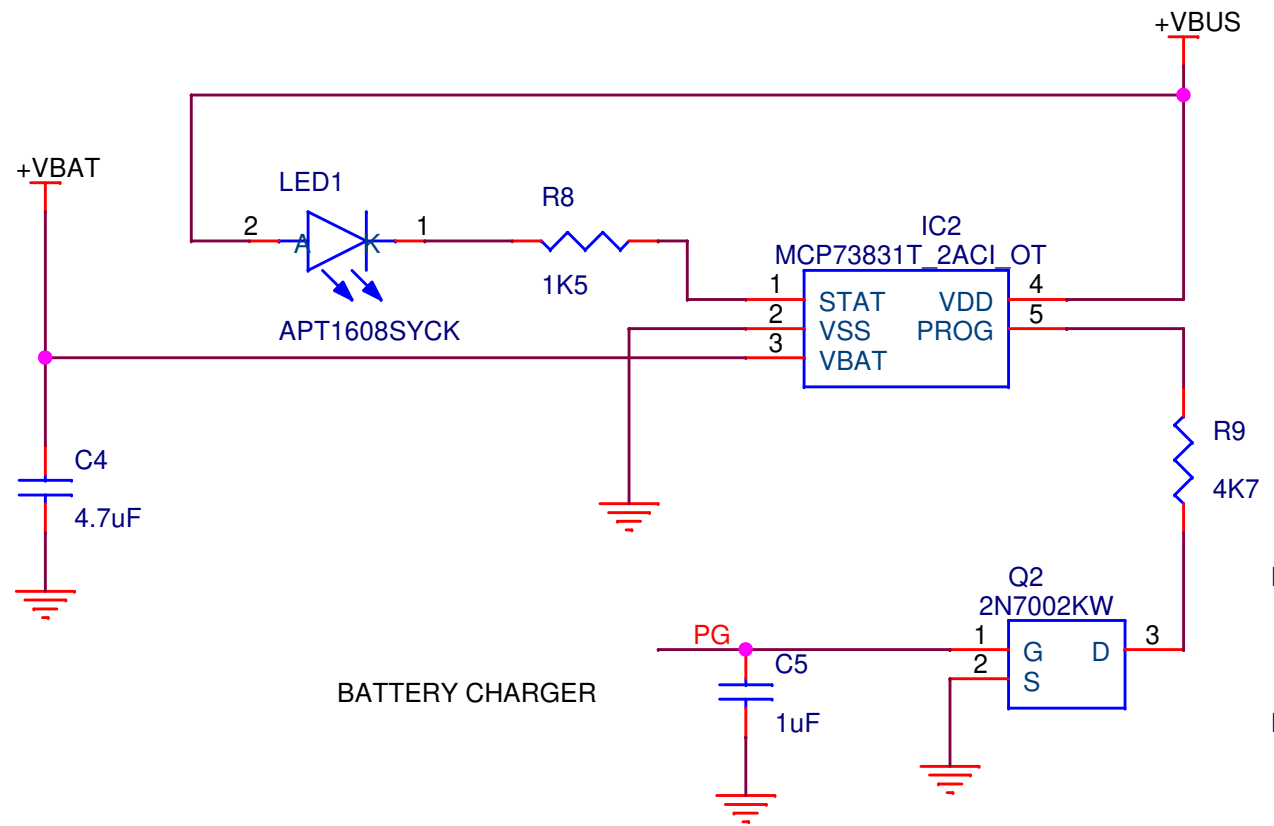 +VBUS
+VBAT
LED1
2
A
K
1
APT1608SYCK
R8
1K5
IC2
MCP73831T_2ACI_OT
1
STAT
VDD
4
2
VSS
PROG
5
3
VBAT
R9
4K7
C4
4.7uF
Q2
2N7002KW
PG
1
G
D
3
2
S
C5
1uF
BATTERY CHARGER